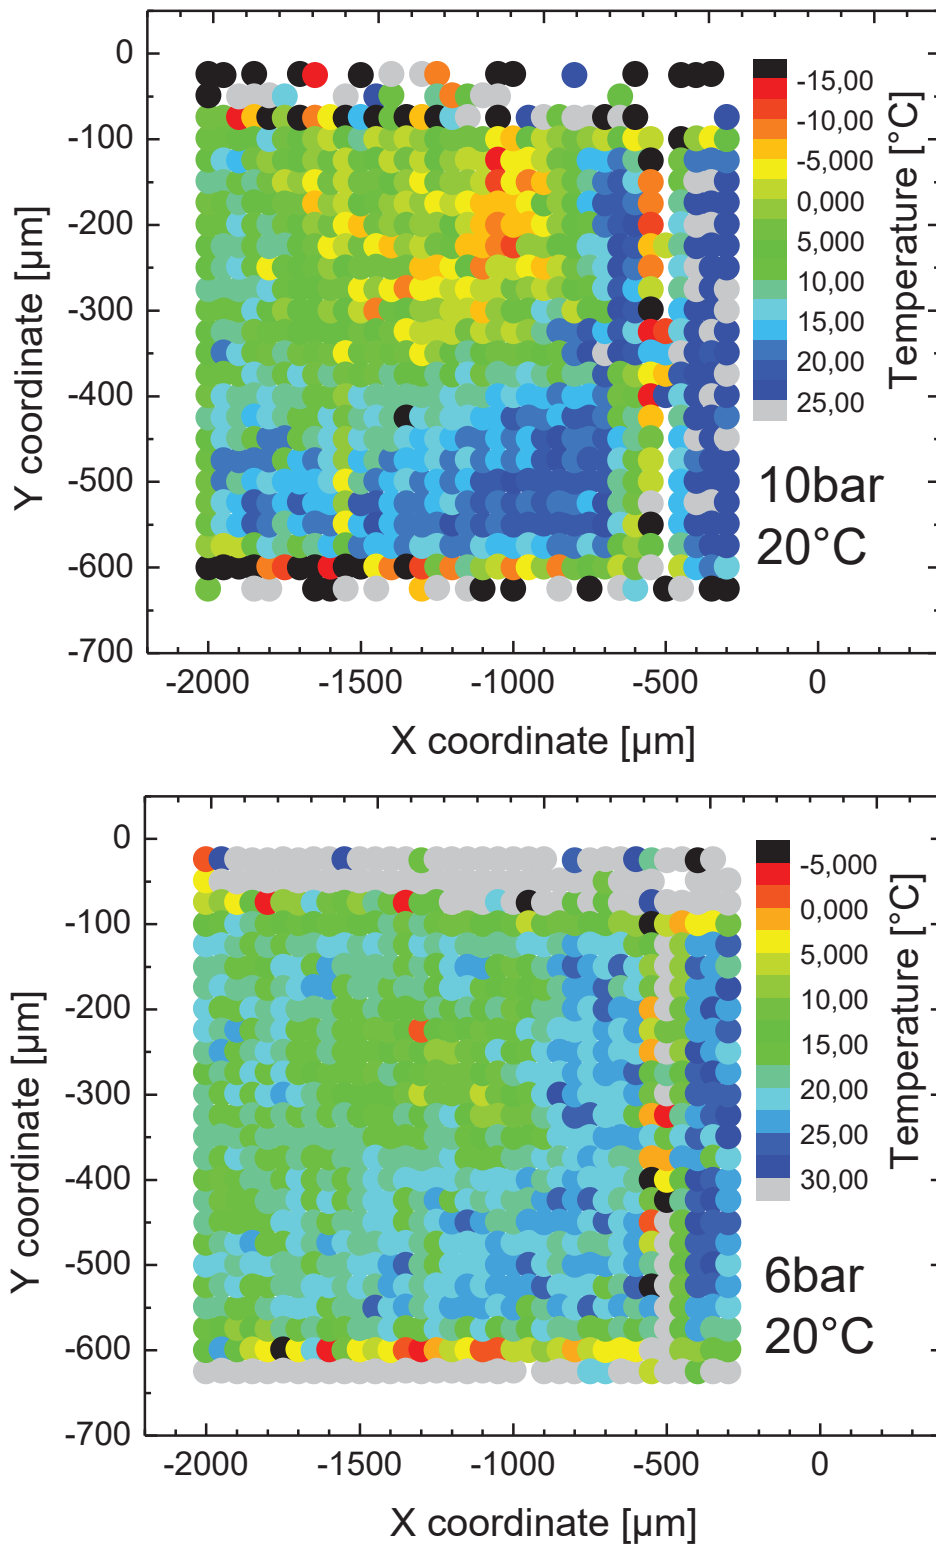 0
-100
-200
-300
-400
-500
-600
-700
Y coordinate [µm]
-2000 -1500 -1000 -500 0
X coordinate [µm]
-15,00
-10,00
-5,000
0,000
5,000
10,00
15,00
20,00
25,00
Temperature [°C]
10bar
20°C
0
-100
-200
-300
-400
-500
-600
-700
Y coordinate [µm]
-2000 -1500 -1000 -500 0
X coordinate [µm]
-5,000
0,000
5,000
10,00
15,00
20,00
25,00
30,00
Temperature [°C]
6bar
20°C